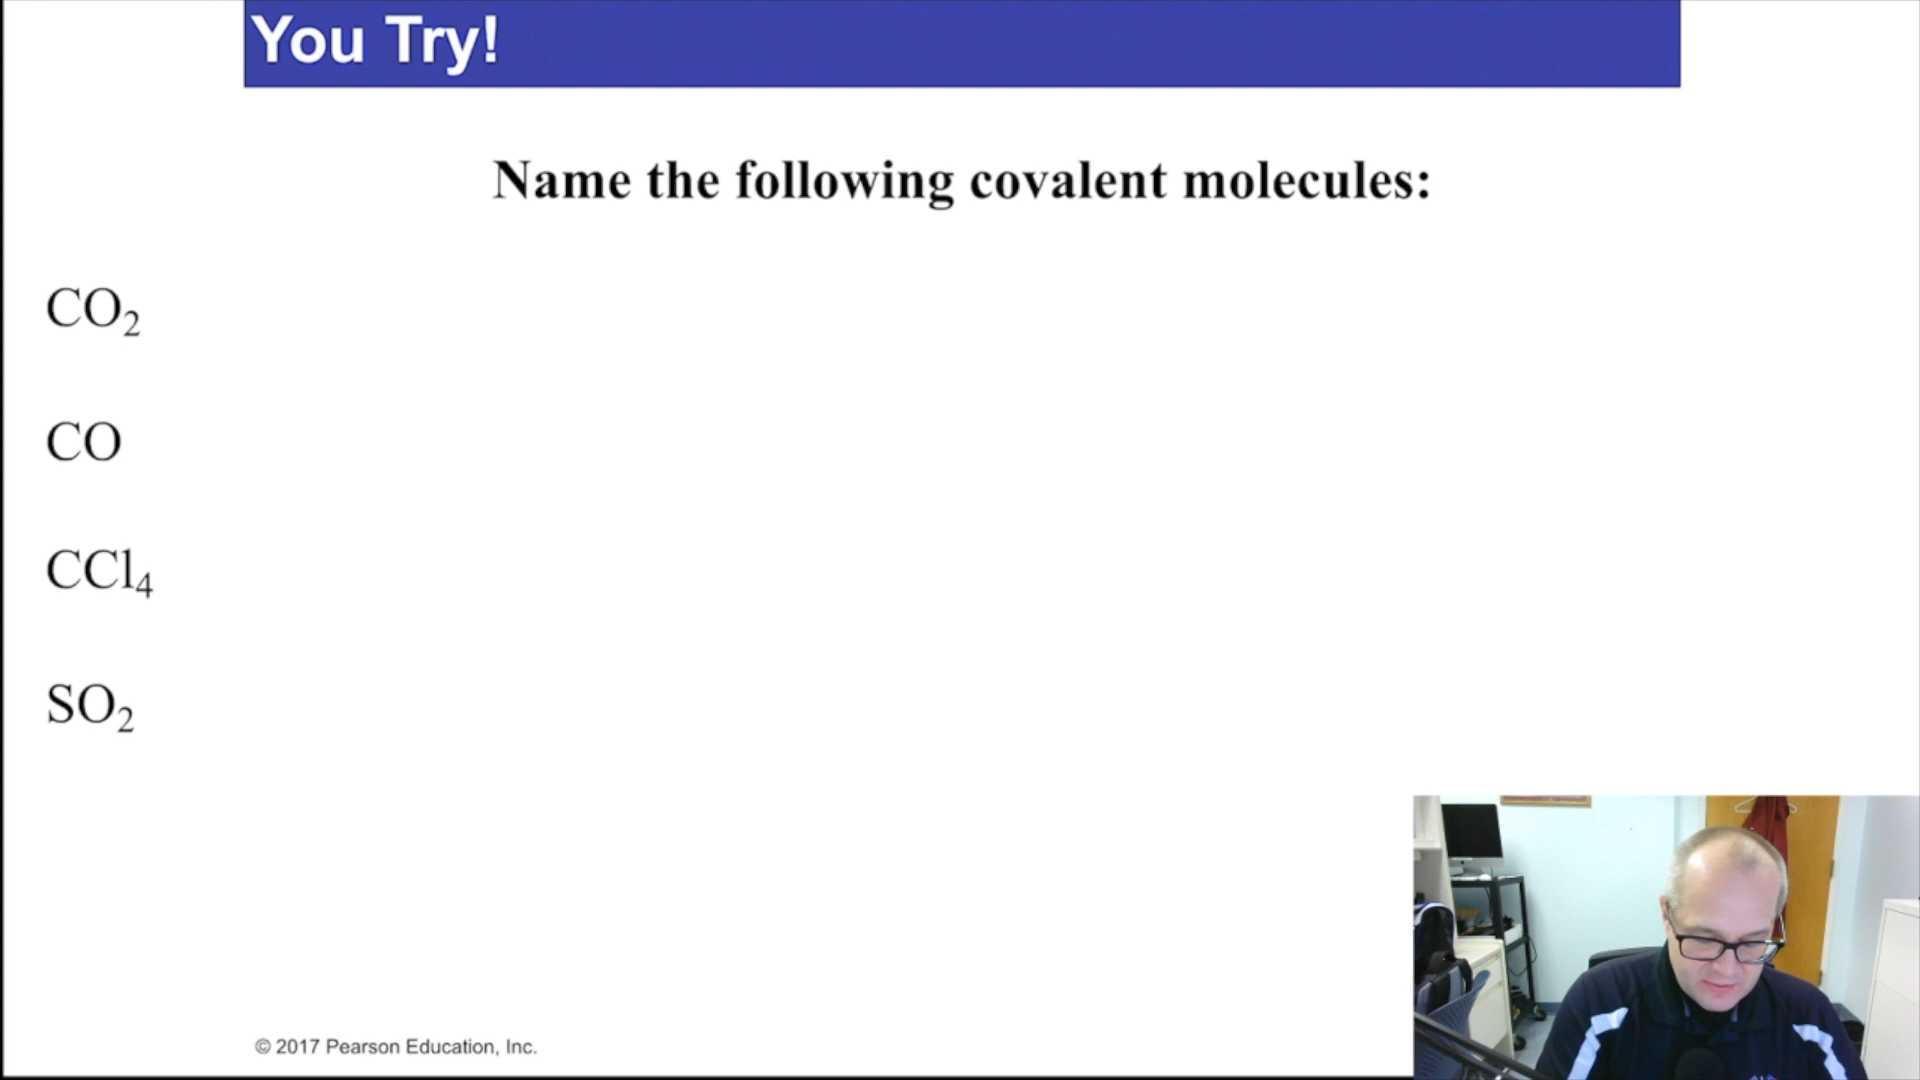 You Try!
Name the following covalent molecules:
CO₂
CO
CCl₄
SO₂
© 2017 Pearson Education, Inc.